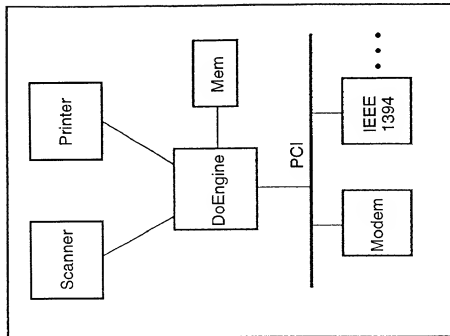 Scanner
Printer
DoEngine
Mem
PCI
Modem
IEEE
1394